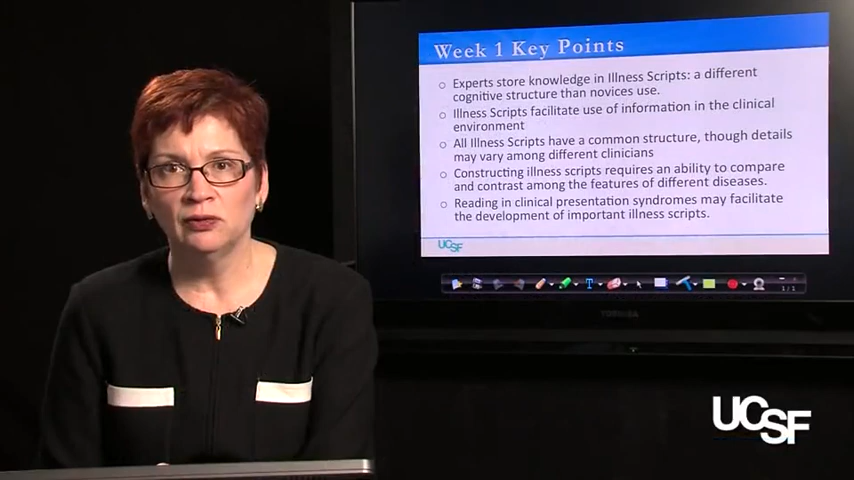 Week 1 Key Points
Experts store knowledge in Illness Scripts: a different
cognitive structure than novices use.
Illness Scripts facilitate use of information in the clinical
environment
All Illness Scripts have a common structure, though details
may vary among different clinicians
Constructing illness scripts requires an ability to compare
and contrast among the features of different diseases.
Reading in clinical presentation syndromes may facilitate
the development of important illness scripts.
UCSF
T
1/1
TOSHIBA
UCSF